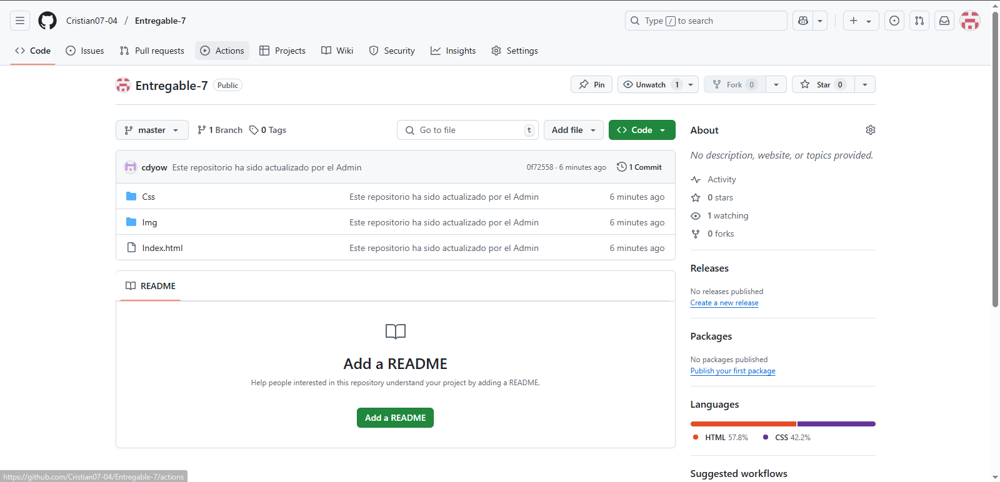 Cristian07-04 / Entregable-7
Type / to search
Code Issues Pull requests Actions Projects Wiki Security Insights Settings
Entregable-7 Public
Pin Unwatch 1 Fork 0 Star 0
master 1 Branch 0 Tags Go to file t Add file Code
cdyow Este repositorio ha sido actualizado por el Admin 0f72558 · 6 minutes ago 1 Commit
Css Este repositorio ha sido actualizado por el Admin 6 minutes ago
Img Este repositorio ha sido actualizado por el Admin 6 minutes ago
Index.html Este repositorio ha sido actualizado por el Admin 6 minutes ago
README
Add a README
Help people interested in this repository understand your project by adding a README.
Add a README
About
No description, website, or topics provided.
Activity
0 stars
1 watching
0 forks
Releases
No releases published
Create a new release
Packages
No packages published
Publish your first package
Languages
HTML 57.8% CSS 42.2%
Suggested workflows
https://github.com/Cristian07-04/Entregable-7/actions